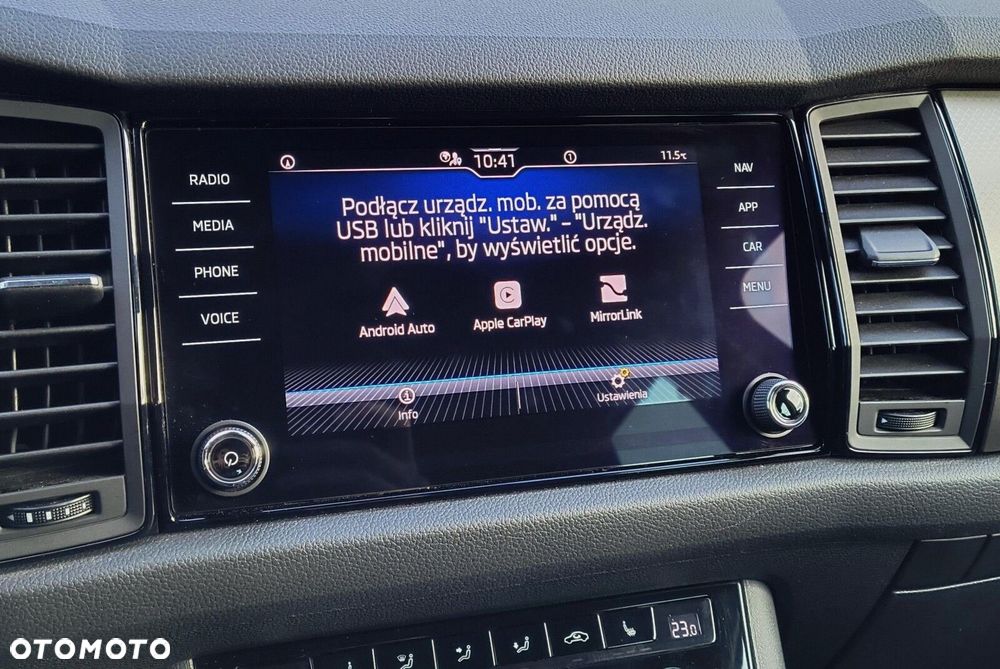 10:41
11.5℃
RADIO
MEDIA
PHONE
VOICE
Podłącz urządz. mob. za pomocą
USB lub kliknij "Ustaw." - "Urządz.
mobilne", by wyświetlić opcje.
Android Auto
Apple CarPlay
MirrorLink
Info
Ustawienia
NAV
APP
CAR
MENU
23.0
OTOMOTO